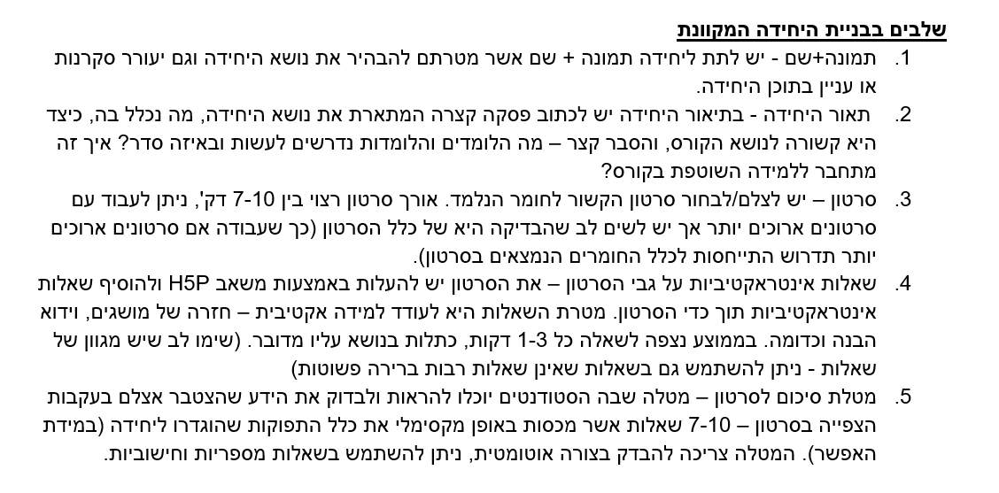 שלבים בבניית היחידה המקוונת
1. תמונה+שם - יש לתת ליחידה תמונה + שם אשר מטרתם להבהיר את נושא היחידה וגם יעורר סקרנות
או עניין בתוכן היחידה.
2. תאור היחידה - בתיאור היחידה יש לכתוב פסקה קצרה המתארת את נושא היחידה, מה נכלל בה, כיצד
היא קשורה לנושא הקורס, והסבר קצר – מה הלומדים והלומדות נדרשים לעשות ובאיזה סדר? איך זה
מתחבר ללמידה השוטפת בקורס?
3. סרטון – יש לצלם/לבחור סרטון הקשור לחומר הנלמד. אורך סרטון רצוי בין 7-10 דק', ניתן לעבוד עם
סרטונים ארוכים יותר אך יש לשים לב שהבדיקה היא של כלל הסרטון (כך שעבודה אם סרטונים ארוכים
יותר תדרוש התייחסות לכלל החומרים הנמצאים בסרטון).
4. שאלות אינטראקטיביות על גבי הסרטון – את הסרטון יש להעלות באמצעות משאב H5P ולהוסיף שאלות
אינטראקטיביות תוך כדי הסרטון. מטרת השאלות היא לעודד למידה אקטיבית – חזרה של מושגים, וידוא
הבנה וכדומה. בממוצע נצפה לשאלה כל 1-3 דקות, כתלות בנושא עליו מדובר. (שימו לב שיש מגוון של
שאלות - ניתן להשתמש גם בשאלות שאינן שאלות רבות ברירה פשוטות)
5. מטלת סיכום לסרטון – מטלה שבה הסטודנטים יוכלו להראות ולבדוק את הידע שהצטבר אצלם בעקבות
הצפייה בסרטון – 7-10 שאלות אשר מכסות באופן מקסימלי את כלל התפוקות שהוגדרו ליחידה (במידת
האפשר). המטלה צריכה להבדק בצורה אוטומטית, ניתן להשתמש בשאלות מספריות וחישוביות.